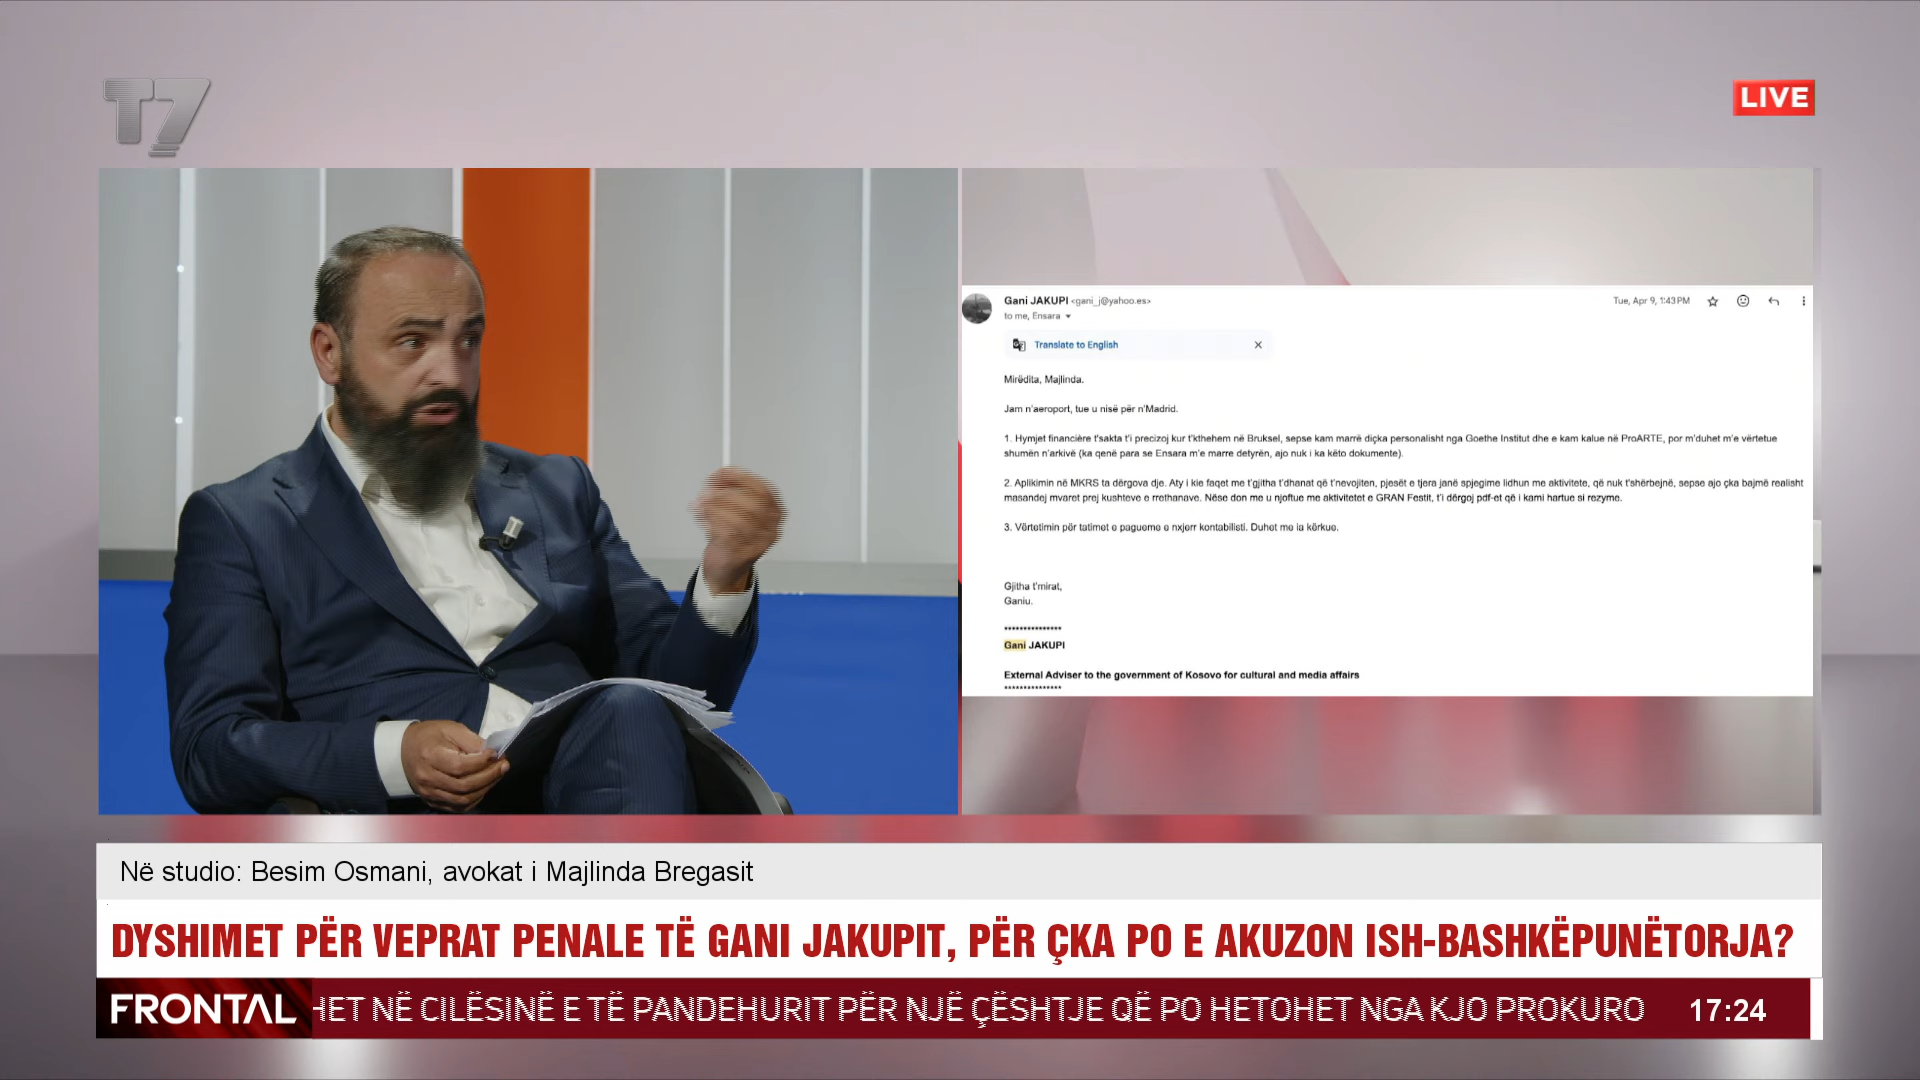 T7
LIVE
Gani JAKUPI <gani_j@yahoo.es>
Tue, Apr 9, 1:43 PM
to me, Ensara
Translate to English
Mirëdita, Majlinda.
Jam n'aeroport, tue u nisë për n'Madrid.
1. Hymjet financiëre t'sakta t'i precizoj kur t'kthehem në Bruksel, sepse kam marrë diçka personalisht nga Goethe Institut dhe e kam kalue në ProARTE, por m'duhet m'e vërtetue
shumën n'arkivë (ka qenë para se Ensara m'e marre detyrën, ajo nuk i ka këto dokumente).
2. Aplikimin në MKRS ta dërgova dje. Aty i kie faqet me t'gjitha t'dhanat që t'nevojiten, pjesët e tjera janë spjegime lidhun me aktivitete, që nuk t'shërbejnë, sepse ajo çka bajmë realisht
masandej mvaret prej kushteve e rrethanave. Nëse don me u njoftue me aktivitetet e GRAN Festit, t'i dërgoj pdf-et që i kami hartue si rezyme.
3. Vërtetimin për tatimet e pagueme e nxjerr kontabilisti. Duhet me ia kërkue.
Gjitha t'mirat,
Ganiu.
***************
Gani JAKUPI
External Adviser to the government of Kosovo for cultural and media affairs
***************
Në studio: Besim Osmani, avokat i Majlinda Bregasit
DYSHIMET PËR VEPRAT PENALE TË GANI JAKUPIT, PËR ÇKA PO E AKUZON ISH-BASHKËPUNËTORJA?
FRONTAL
HET NË CILËSINË E TË PANDEHURIT PËR NJË ÇËSHTJE QË PO HETOHET NGA KJO PROKURO
17:24